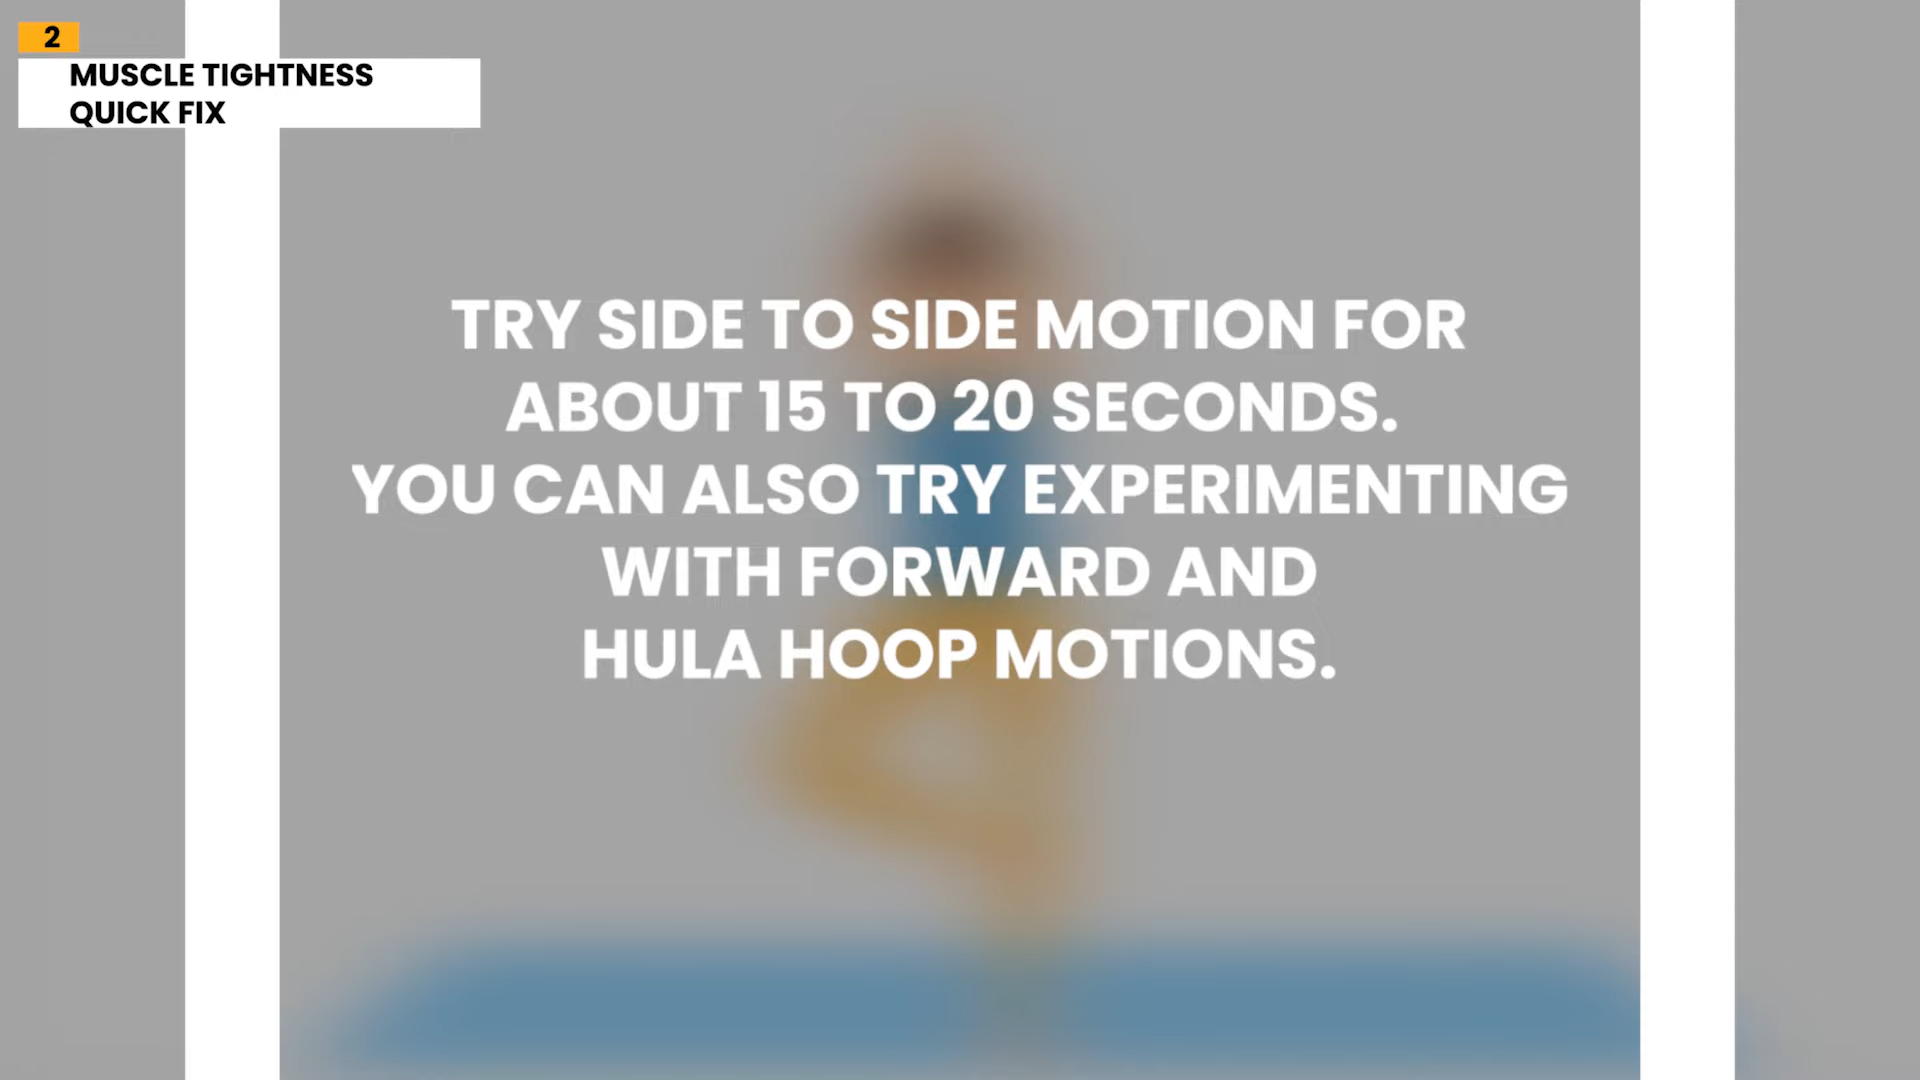 2
MUSCLE TIGHTNESS
QUICK FIX
TRY SIDE TO SIDE MOTION FOR
ABOUT 15 TO 20 SECONDS.
YOU CAN ALSO TRY EXPERIMENTING
WITH FORWARD AND
HULA HOOP MOTIONS.